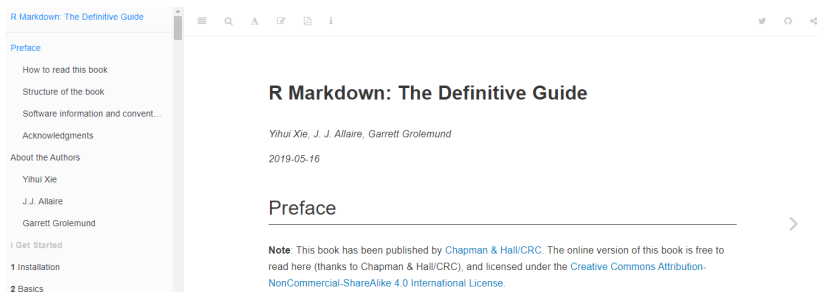 R Markdown: The Definitive Guide
Preface
How to read this book
Structure of the book
Software information and convent…
Acknowledgments
About the Authors
Yihui Xie
J.J. Allaire
Garrett Grolemund
I Get Started
1 Installation
2 Basics
R Markdown: The Definitive Guide
Yihui Xie, J. J. Allaire, Garrett Grolemund
2019-05-16
Preface
Note: This book has been published by Chapman & Hall/CRC. The online version of this book is free to
read here (thanks to Chapman & Hall/CRC), and licensed under the Creative Commons Attribution-
NonCommercial-ShareAlike 4.0 International License.